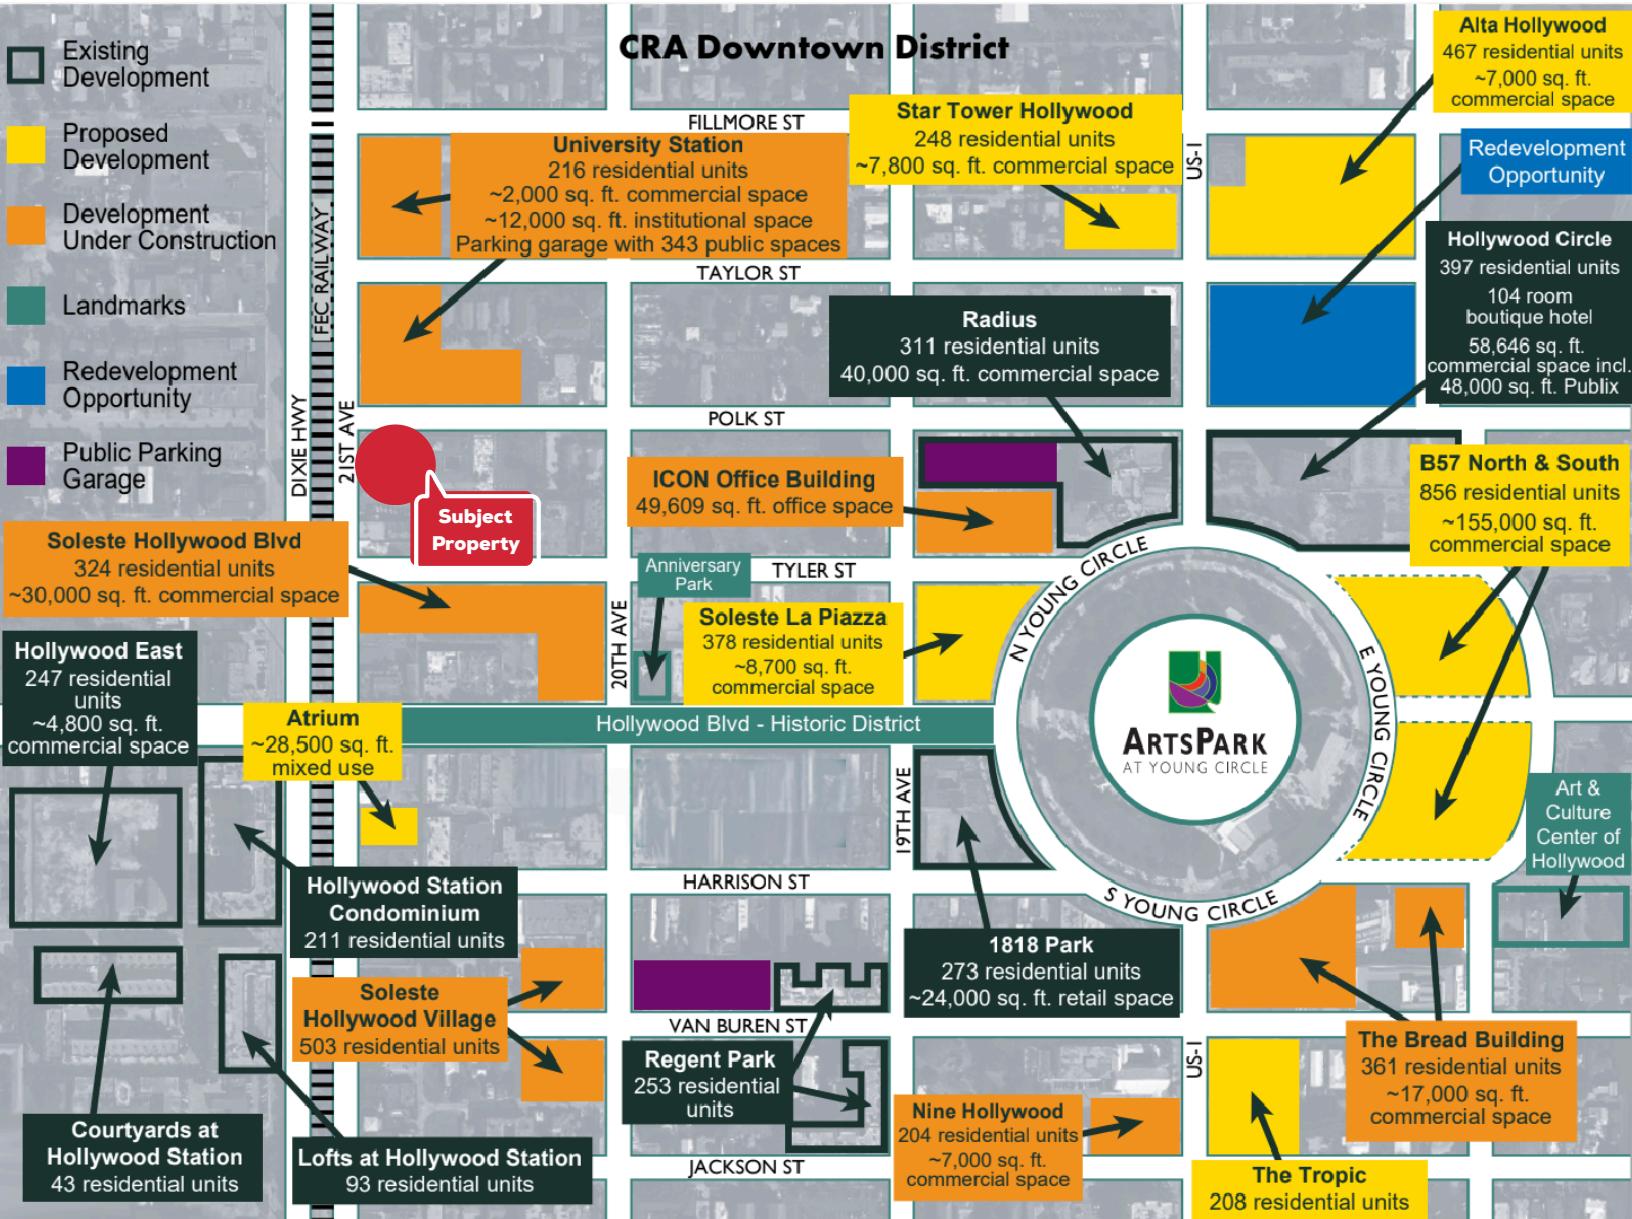 CRA Downtown District
Existing
Development
Proposed
Development
Development
Under Construction
Landmarks
Redevelopment
Opportunity
Public Parking
Garage
Alta Hollywood
467 residential units
~7,000 sq. ft.
commercial space
Star Tower Hollywood
248 residential units
~7,800 sq. ft. commercial space
FILLMORE ST
University Station
216 residential units
~2,000 sq. ft. commercial space
~12,000 sq. ft. institutional space
Parking garage with 343 public spaces
US-1
Redevelopment
Opportunity
FEC RAILWAY
TAYLOR ST
Hollywood Circle
397 residential units
104 room
boutique hotel
58,646 sq. ft.
commercial space incl.
48,000 sq. ft. Publix
Radius
311 residential units
40,000 sq. ft. commercial space
DIXIE HWY
21ST AVE
POLK ST
Subject
Property
ICON Office Building
49,609 sq. ft. office space
B57 North & South
856 residential units
~155,000 sq. ft.
commercial space
Soleste Hollywood Blvd
324 residential units
~30,000 sq. ft. commercial space
Anniversary
Park
TYLER ST
N YOUNG CIRCLE
20TH AVE
Soleste La Piazza
378 residential units
~8,700 sq. ft.
commercial space
E YOUNG CIRCLE
Hollywood East
247 residential
units
~4,800 sq. ft.
commercial space
Atrium
~28,500 sq. ft.
mixed use
Hollywood Blvd - Historic District
ARTSPARK
AT YOUNG CIRCLE
19TH AVE
Art &
Culture
Center of
Hollywood
HARRISON ST
S YOUNG CIRCLE
Hollywood Station
Condominium
211 residential units
1818 Park
273 residential units
~24,000 sq. ft. retail space
Soleste
Hollywood Village
503 residential units
VAN BUREN ST
Regent Park
253 residential
units
US-1
The Bread Building
361 residential units
~17,000 sq. ft.
commercial space
Nine Hollywood
204 residential units
~7,000 sq. ft.
commercial space
Courtyards at
Hollywood Station
43 residential units
Lofts at Hollywood Station
93 residential units
JACKSON ST
The Tropic
208 residential units